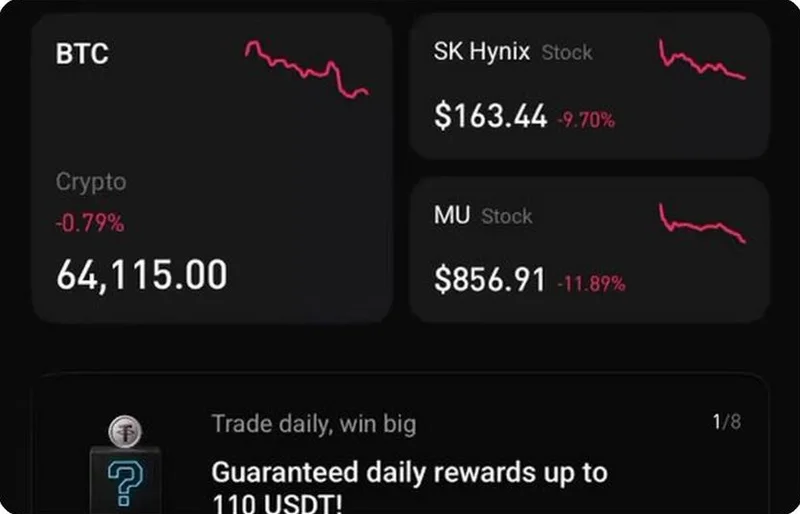 BTC
Crypto
-0.79%
64,115.00
SK Hynix Stock
$163.44 -9.70%
MU Stock
$856.91 -11.89%
Trade daily, win big
1/8
Guaranteed daily rewards up to
110 USDT!